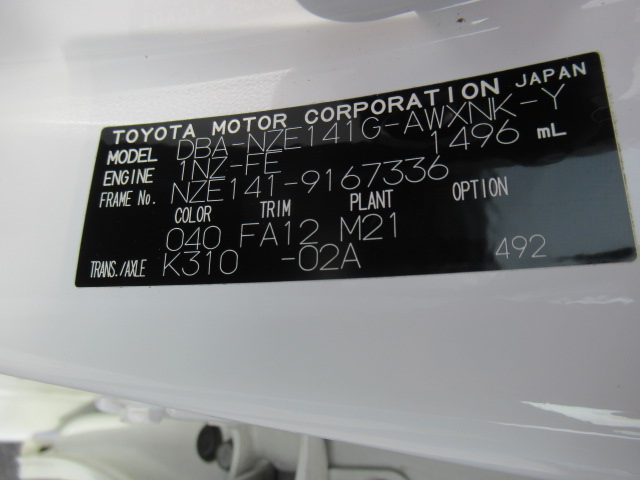 TOYOTA MOTOR CORPORATION JAPAN
MODEL DBA-NZE141G-AWXNK-Y
ENGINE 1NZ-FE 1496 mL
FRAME No. NZE141-9167336
COLOR TRIM PLANT OPTION
040 FA12 M21
TRANS./AXLE K310 -02A 492